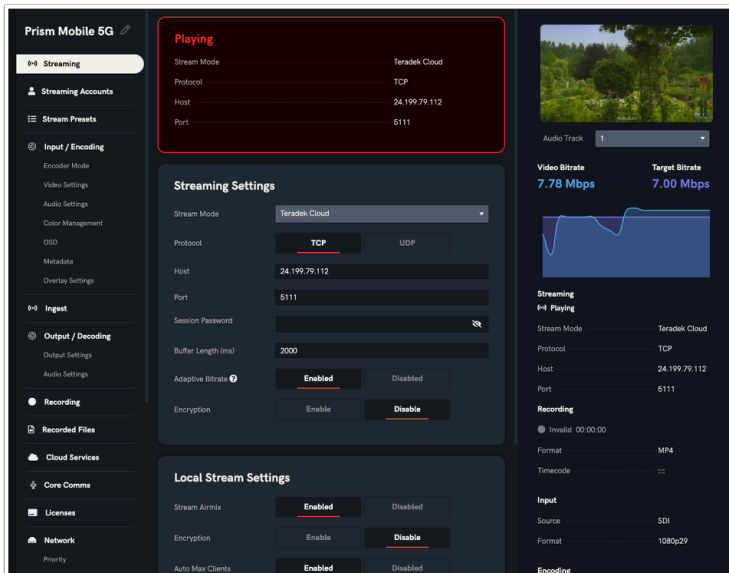 Prism Mobile 5G
Streaming
Streaming Accounts
Stream Presets
Input / Encoding
Encoder Mode
Video Settings
Audio Settings
Color Management
OSD
Metadata
Overlay Settings
Ingest
Output / Decoding
Output Settings
Audio Settings
Recording
Recorded Files
Cloud Services
Core Comms
Licenses
Network
Priority
Playing
Stream Mode Teradek Cloud
Protocol TCP
Host 24.199.79.112
Port 5111
Streaming Settings
Stream Mode Teradek Cloud
Protocol TCP UDP
Host 24.199.79.112
Port 5111
Session Password
Buffer Length (ms) 2000
Adaptive Bitrate ? Enabled Disabled
Encryption Enable Disable
Local Stream Settings
Stream Airmix Enabled Disabled
Encryption Enable Disable
Auto Max Clients Enabled Disabled
Audio Track 1
Video Bitrate Target Bitrate
7.78 Mbps 7.00 Mbps
Streaming
Playing
Stream Mode Teradek Cloud
Protocol TCP
Host 24.199.79.112
Port 5111
Recording
Invalid 00:00:00
Format MP4
Timecode :::
Input
Source SDI
Format 1080p29
Encoding